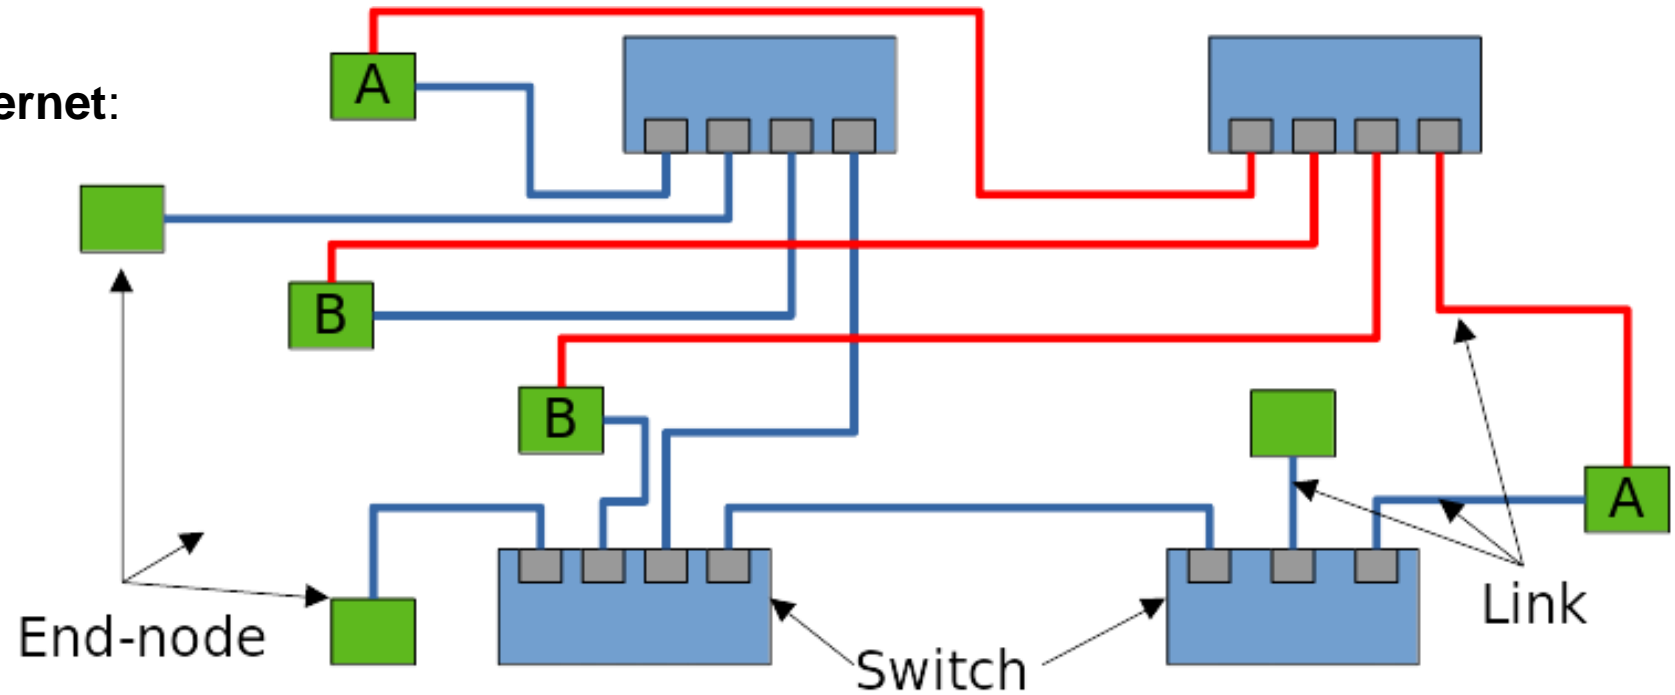 A
ernet:
B
B
A
Link
End-node
Switch